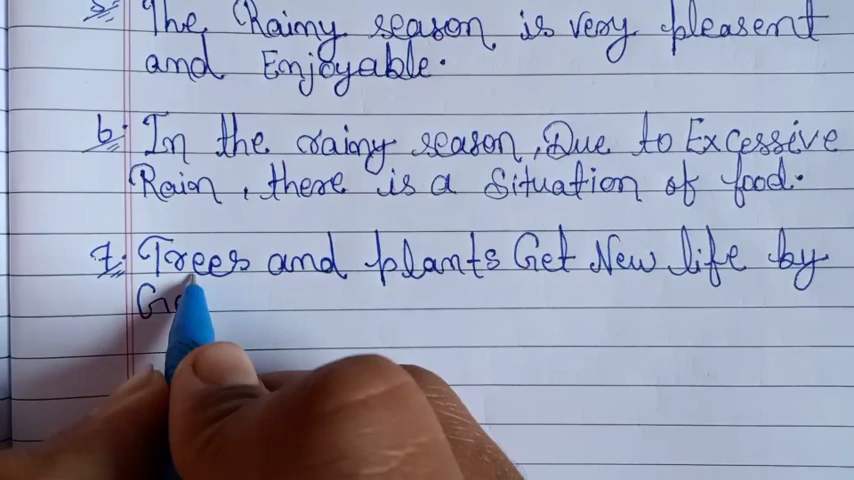 5. The Rainy season is very pleasent
and Enjoyable.
6. In the rainy season, Due to Excessive
Rain, there is a Situation of food.
7. Trees and plants Get New life by